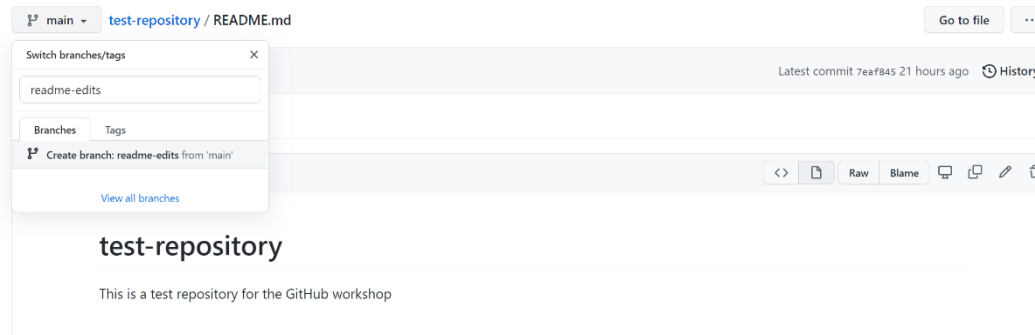 main test-repository / README.md Go to file ...
Switch branches/tags
Latest commit 7eaf845 21 hours ago History
readme-edits
Branches Tags
Create branch: readme-edits from 'main'
Raw Blame
View all branches
test-repository
This is a test repository for the GitHub workshop